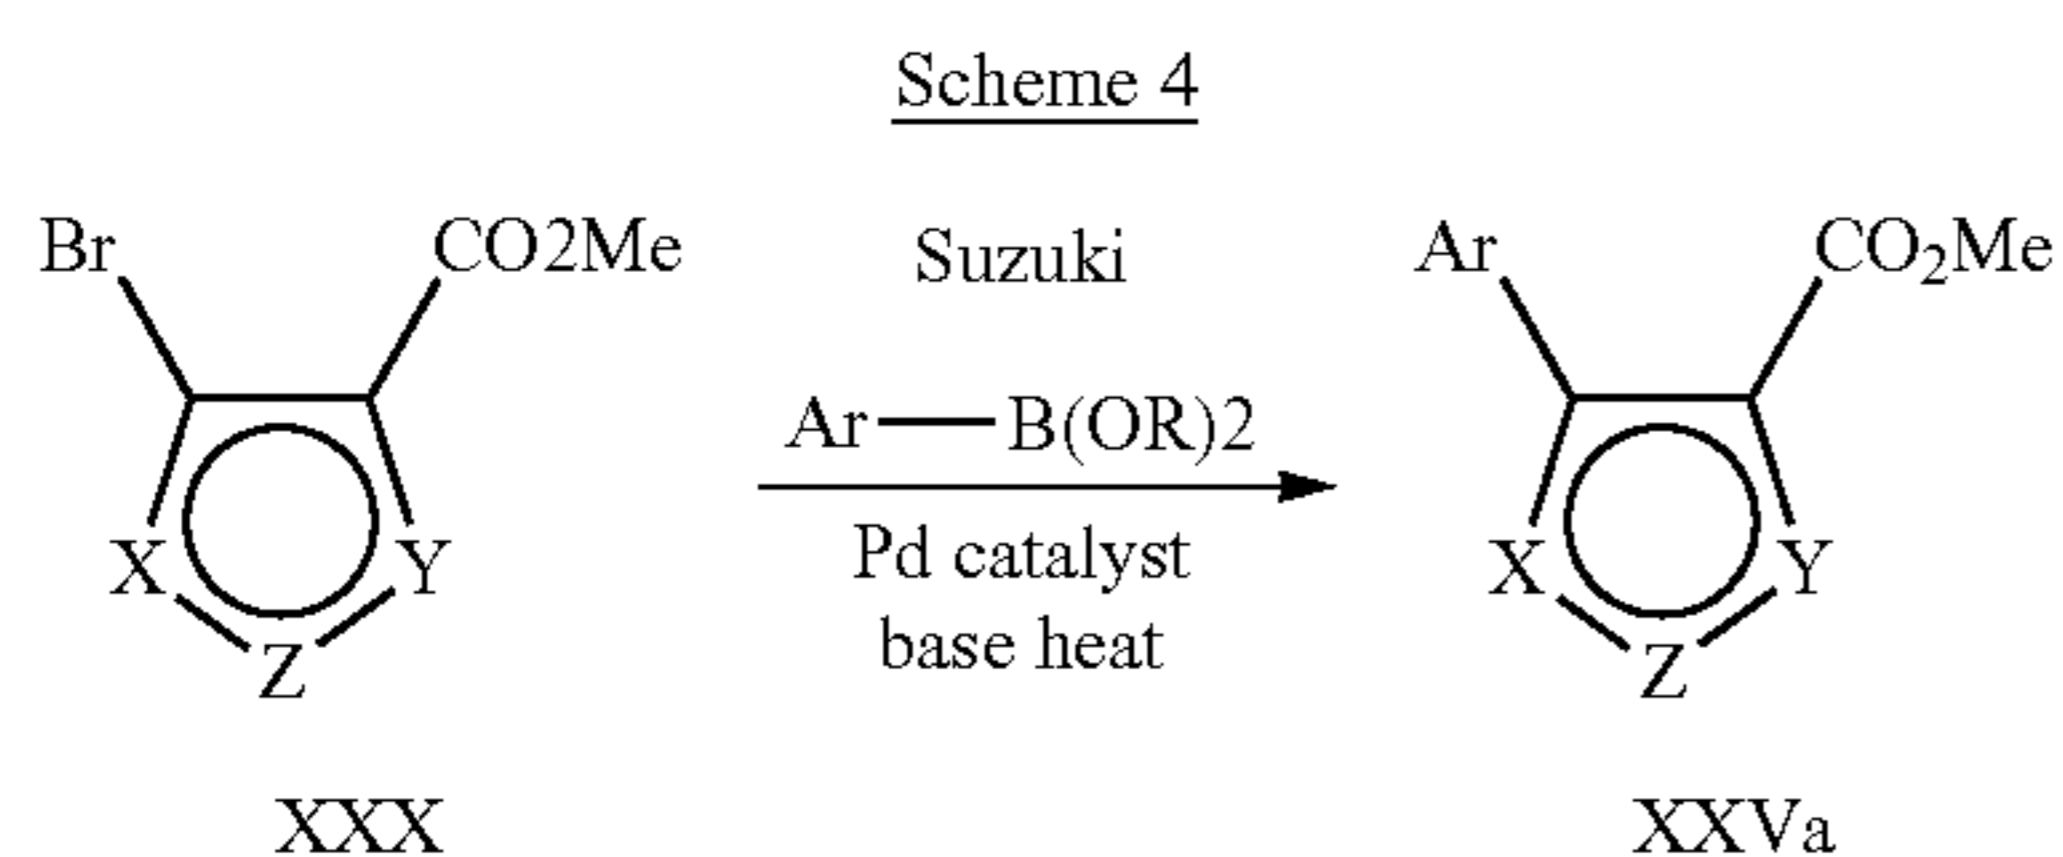 Scheme 4
Br CO2Me Suzuki Ar CO₂Me
Ar—B(OR)2
X Y Pd catalyst X Y
Z base heat Z
XXX XXVa